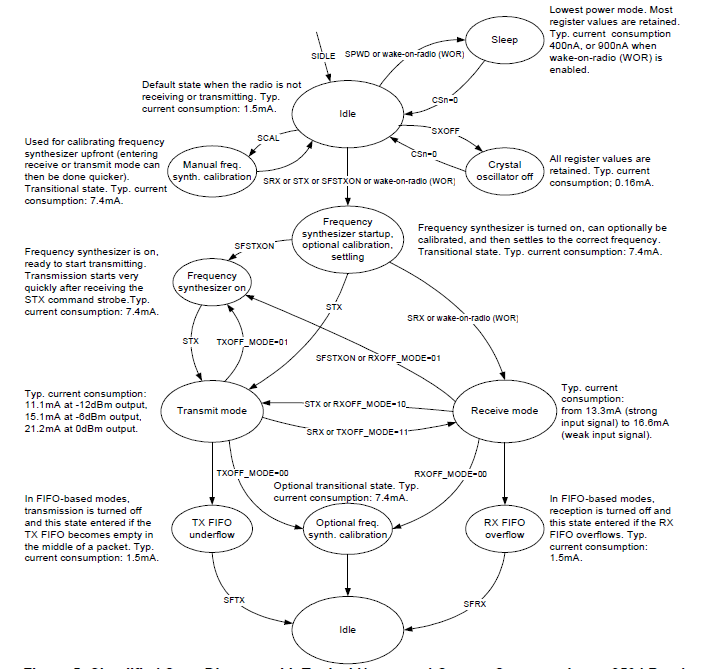 Lowest power mode. Most
register values are retained.
Typ. current consumption
400nA, or 900nA when
wake-on-radio (WOR) is
enabled.
Sleep
SIDLE
SPWD or wake-on-radio (WOR)
CSn=0
Default state when the radio is not
receiving or transmitting. Typ.
current consumption: 1.5mA.
Idle
Used for calibrating frequency
synthesizer upfront (entering
receive or transmit mode can
then be done quicker).
Transitional state. Typ. current
consumption: 7.4mA.
SCAL
Manual freq.
synth. calibration
SXOFF
CSn=0
Crystal
oscillator off
All register values are
retained. Typ. current
consumption; 0.16mA.
SRX or STX or SFSTXON or wake-on-radio (WOR)
Frequency
synthesizer startup,
optional calibration,
settling
Frequency synthesizer is turned on, can optionally be
calibrated, and then settles to the correct frequency.
Transitional state. Typ. current consumption: 7.4mA.
Frequency synthesizer is on,
ready to start transmitting.
Transmission starts very
quickly after receiving the
STX command strobe.Typ.
current consumption: 7.4mA.
SFSTXON
Frequency
synthesizer on
STX
SRX or wake-on-radio (WOR)
STX
TXOFF_MODE=01
SFSTXON or RXOFF_MODE=01
Typ. current consumption:
11.1mA at -12dBm output,
15.1mA at -6dBm output,
21.2mA at 0dBm output.
Transmit mode
STX or RXOFF_MODE=10
SRX or TXOFF_MODE=11
Receive mode
Typ. current
consumption:
from 13.3mA (strong
input signal) to 16.6mA
(weak input signal).
TXOFF_MODE=00
RXOFF_MODE=00
Optional transitional state. Typ.
current consumption: 7.4mA.
In FIFO-based modes,
transmission is turned off
and this state entered if the
TX FIFO becomes empty in
the middle of a packet. Typ.
current consumption: 1.5mA.
TX FIFO
underflow
Optional freq.
synth. calibration
RX FIFO
overflow
In FIFO-based modes,
reception is turned off and
this state entered if the RX
FIFO overflows. Typ.
current consumption:
1.5mA.
SFTX
SFRX
Idle